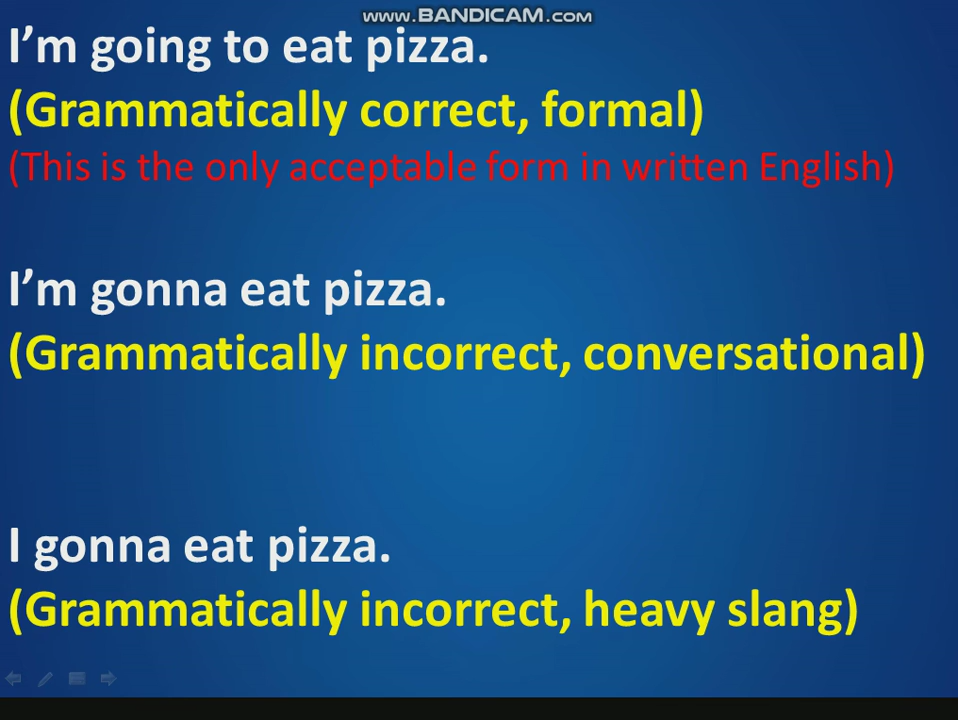 www.BANDICAM.com
I’m going to eat pizza.
(Grammatically correct, formal)
(This is the only acceptable form in written English)
I’m gonna eat pizza.
(Grammatically incorrect, conversational)
I gonna eat pizza.
(Grammatically incorrect, heavy slang)